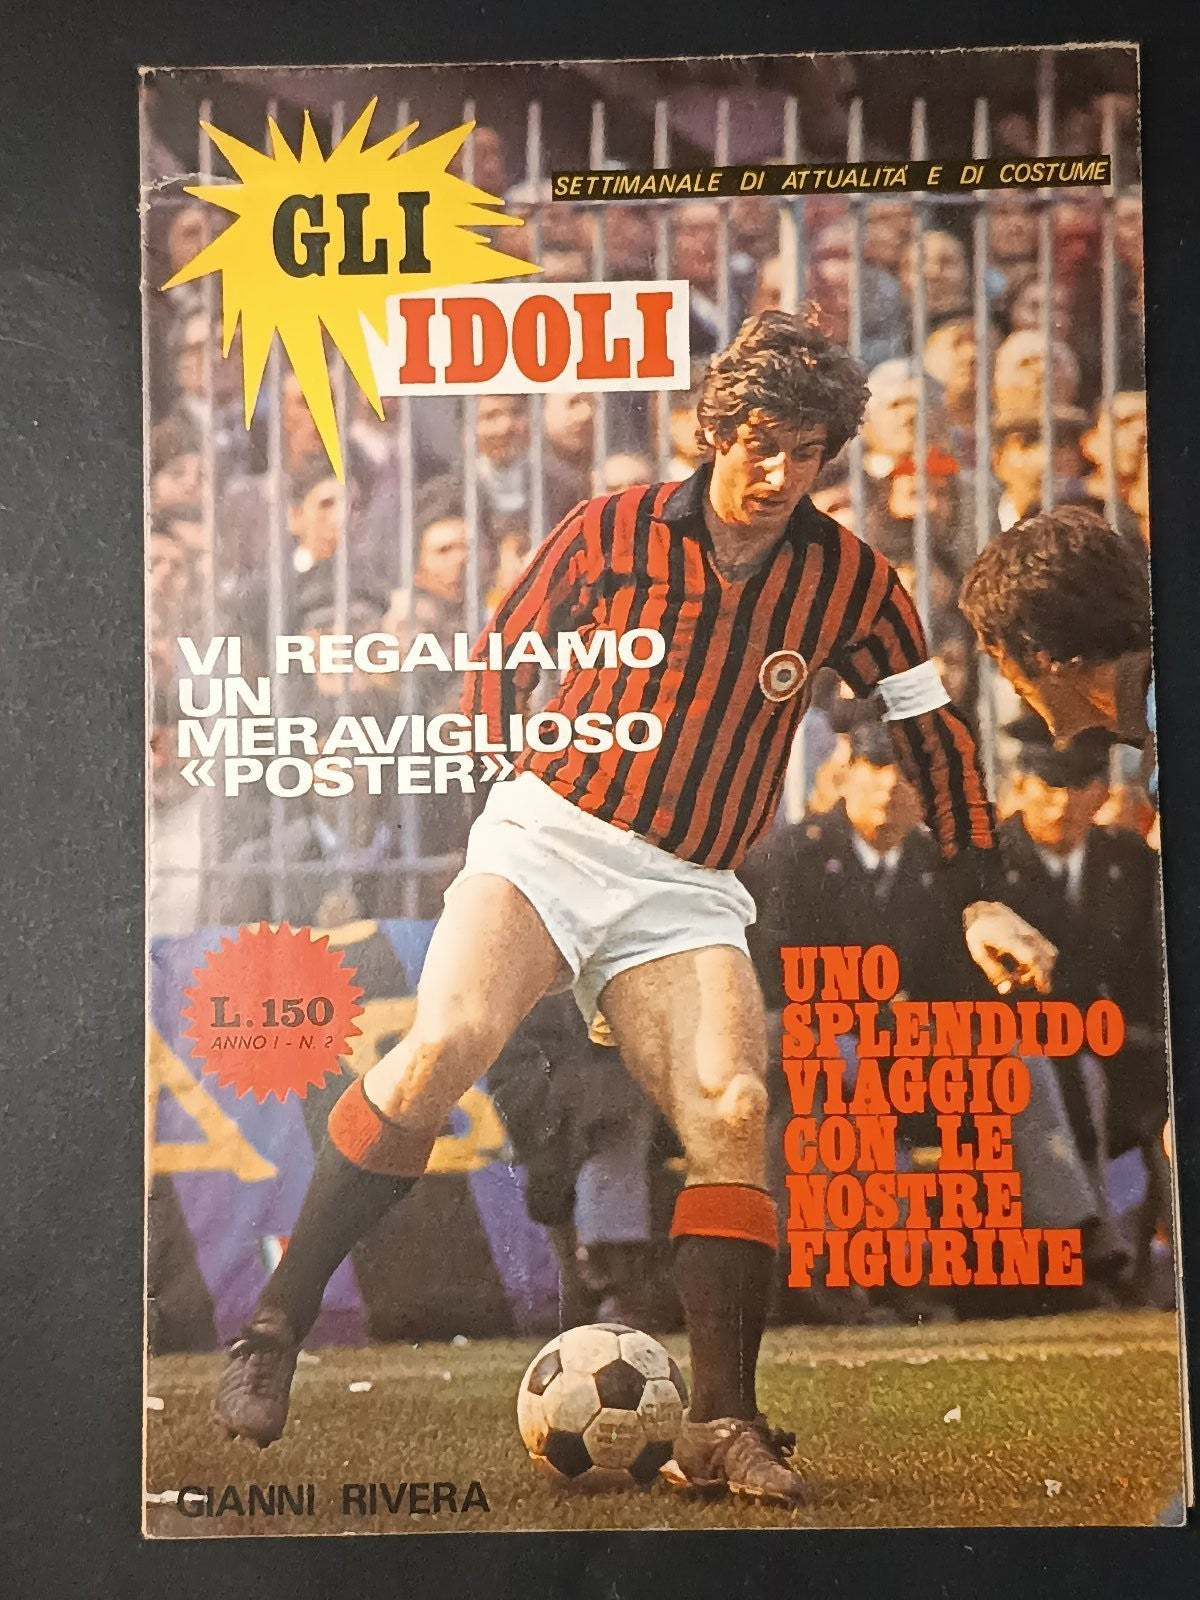 SETTIMANALE DI ATTUALITÀ E DI COSTUME
GLI
IDOLI
VI REGALIAMO
UN
MERAVIGLIOSO
«POSTER»
L.150
ANNO I - N. 2
UNO
SPLENDIDO
VIAGGIO
CON LE
NOSTRE
FIGURINE
GIANNI RIVERA